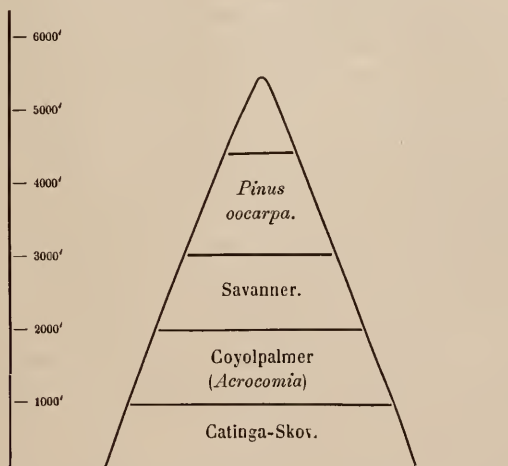 6000'
5000'
4000'
3000'
2000'
1000'
Pinus
oocarpa.
Savanner.
Coyolpalmer
(Acrocomia)
Catinga-Skov.